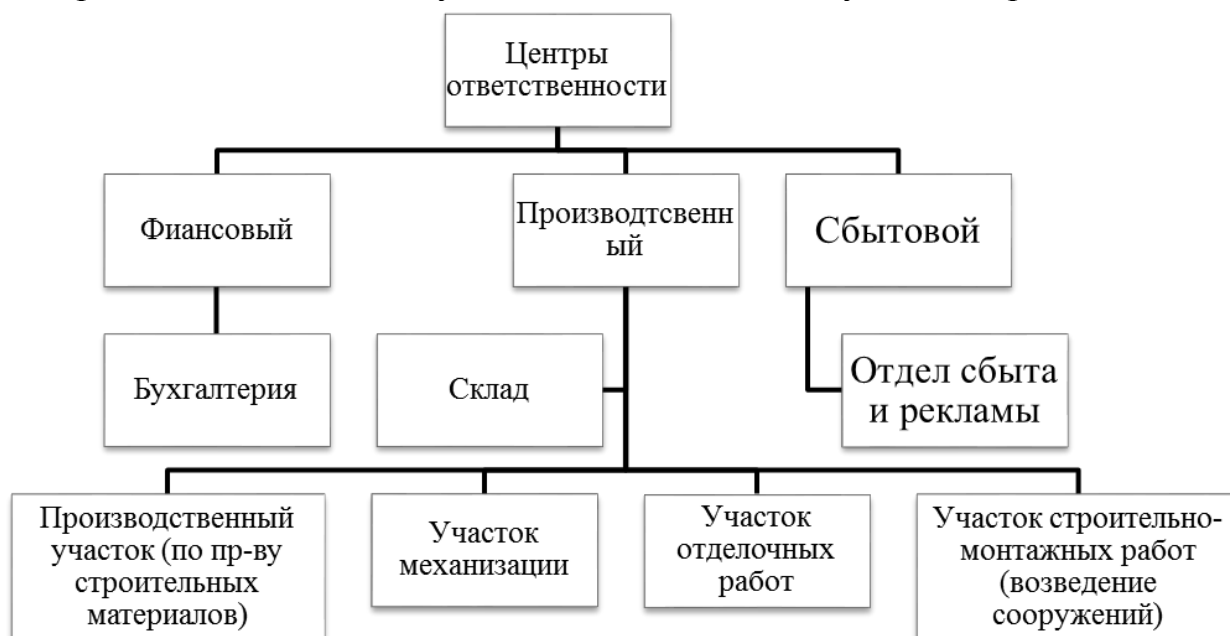 Центры
ответственности
Фиансовый
Производтсвенн
ый
Сбытовой
Бухгалтерия
Склад
Отдел сбыта
и рекламы
Производственный
участок (по пр-ву
строительных
материалов)
Участок
механизации
Участок
отделочных
работ
Участок строительно-
монтажных работ
(возведение
сооружений)